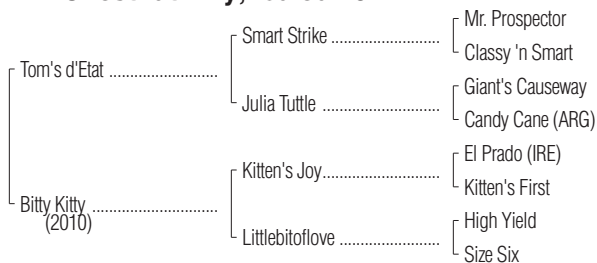 Mr. Prospector
Smart Strike
Classy 'n Smart
Tom's d'Etat
Giant's Causeway
Julia Tuttle
Candy Cane (ARG)
El Prado (IRE)
Kitten's Joy
Kitten's First
Bitty Kitty
(2010)
High Yield
Littlebitoflove
Size Six